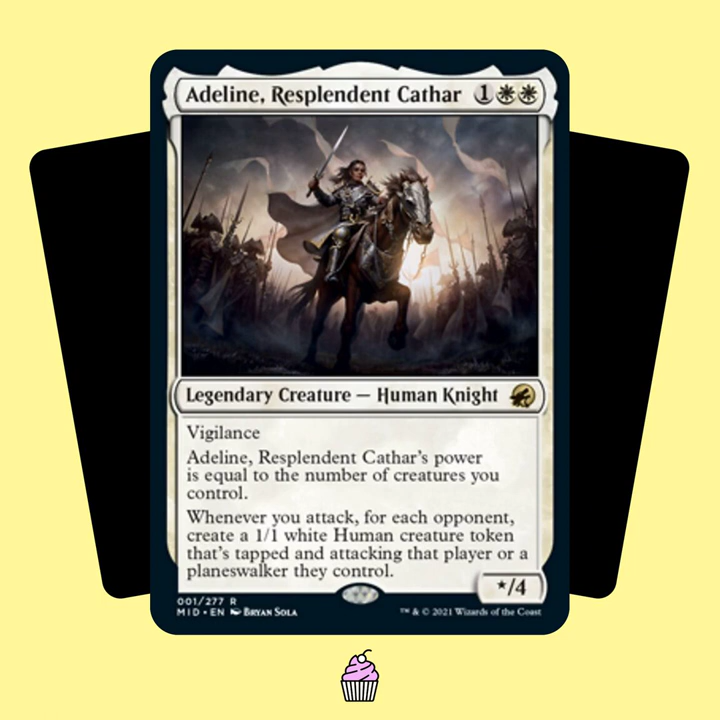 Adeline, Resplendent Cathar 1
Legendary Creature — Human Knight
Vigilance
Adeline, Resplendent Cathar's power
is equal to the number of creatures you
control.
Whenever you attack, for each opponent,
create a 1/1 white Human creature token
that's tapped and attacking that player or a
planeswalker they control.
*/4
001/277 R
MID • EN BRYAN SOLA
™ & © 2021 Wizards of the Coast